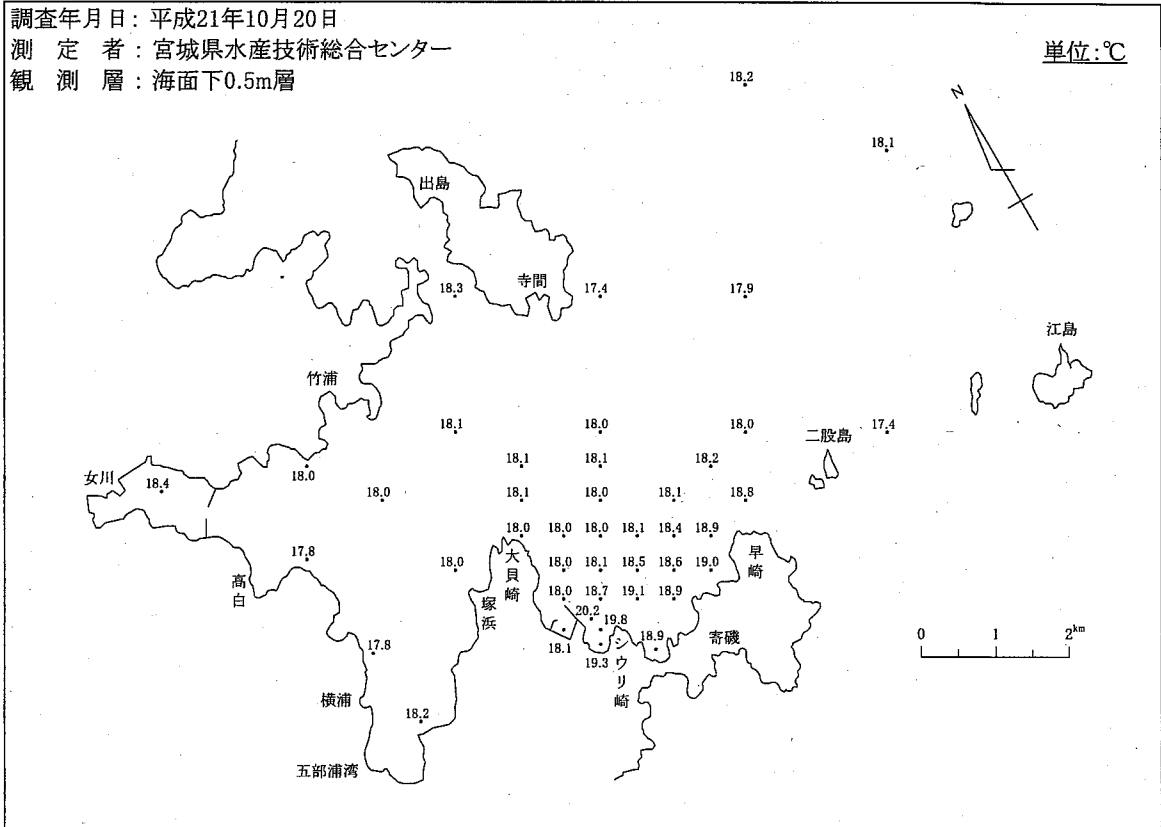 調査年月日：平成21年10月20日
測定者：宮城県水産技術総合センター
観測層：海面下0.5m層
単位：℃
18.2
N
18.1
出島
寺間
18.3
17.4
17.9
江島
竹浦
18.1
18.0
18.0
17.4
二股島
18.1
18.1
18.2
女川
18.4
18.0
18.0
18.1
18.0
18.1
18.8
18.0
18.0
18.0
18.1
18.4
18.9
17.8
18.0
大貝崎
18.0
18.1
18.5
18.6
19.0
早崎
高白
塚浜
18.0
18.7
19.1
18.9
20.2
19.8
18.1
19.3
シウリ崎
18.9
寄磯
0 1 2km
17.8
横浦
18.2
五部浦湾